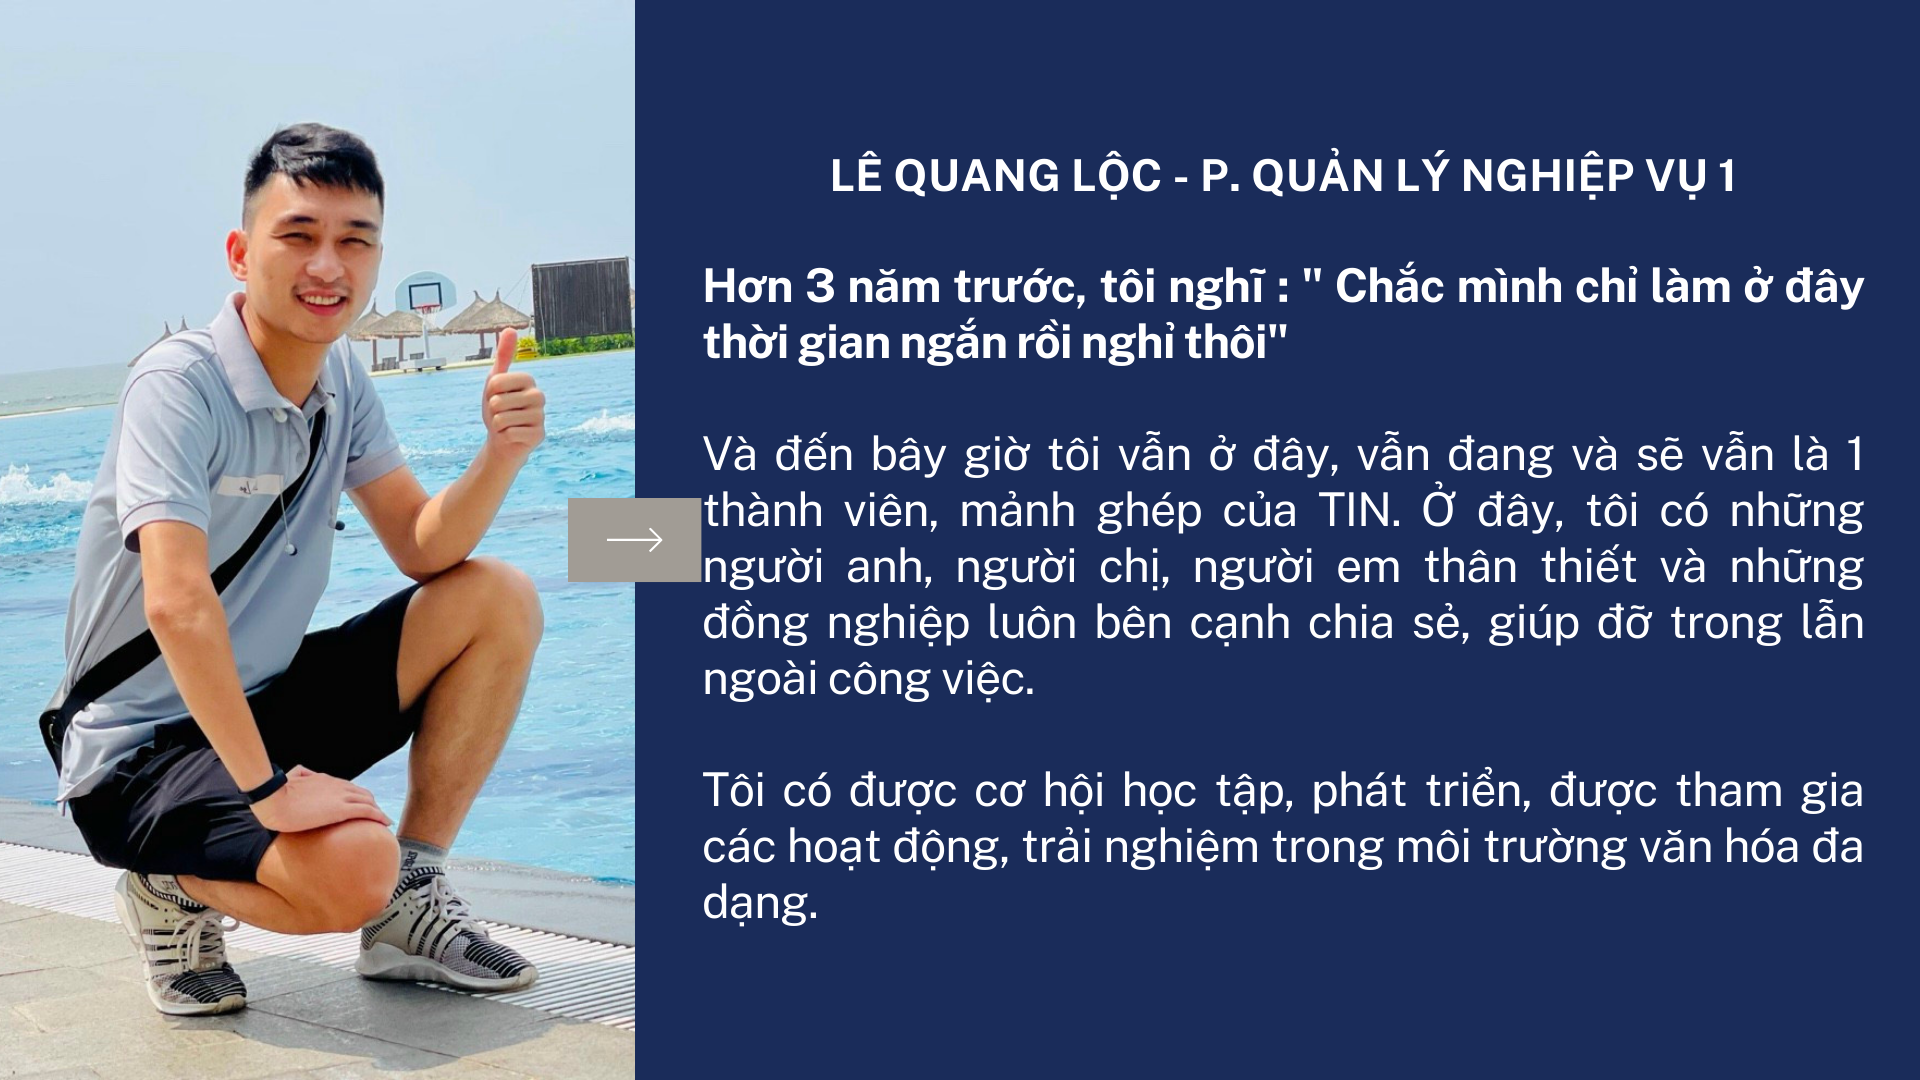 LÊ QUANG LỘC - P. QUẢN LÝ NGHIỆP VỤ 1
Hơn 3 năm trước, tôi nghĩ : " Chắc mình chỉ làm ở đây
thời gian ngắn rồi nghỉ thôi"
Và đến bây giờ tôi vẫn ở đây, vẫn đang và sẽ vẫn là 1
thành viên, mảnh ghép của TIN. Ở đây, tôi có những
người anh, người chị, người em thân thiết và những
đồng nghiệp luôn bên cạnh chia sẻ, giúp đỡ trong lẫn
ngoài công việc.
Tôi có được cơ hội học tập, phát triển, được tham gia
các hoạt động, trải nghiệm trong môi trường văn hóa đa
dạng.